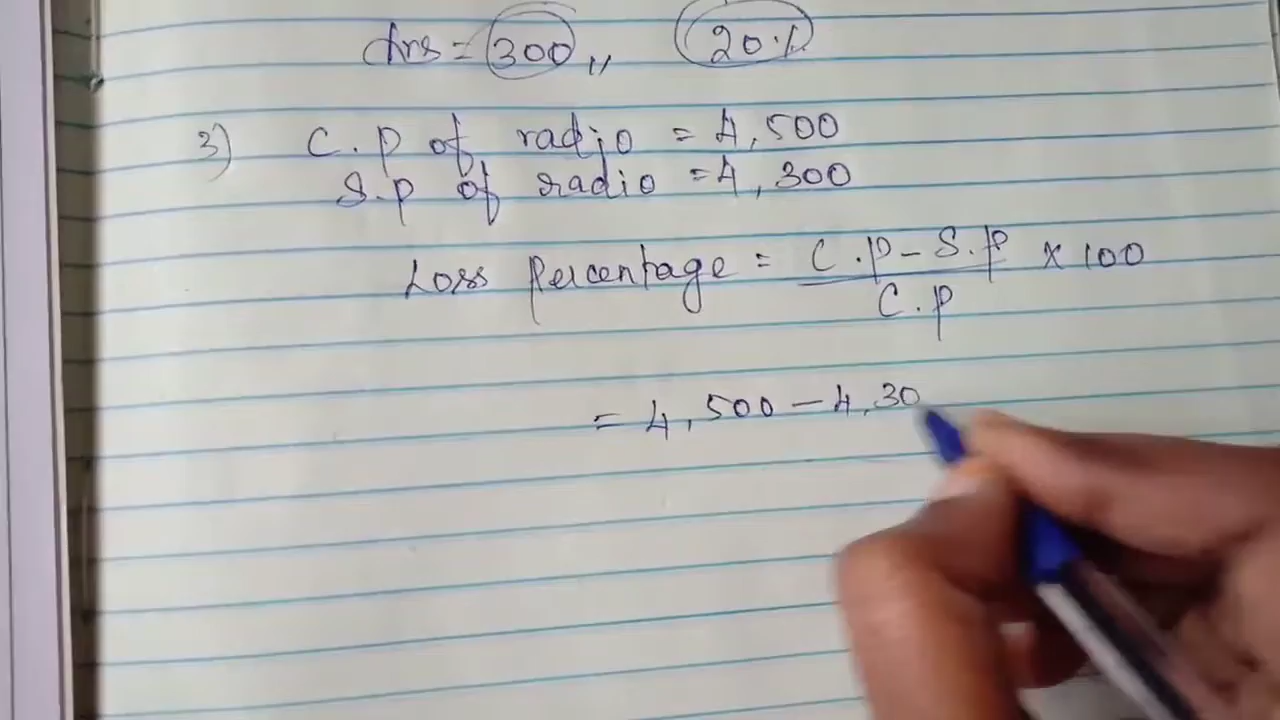 Ans = 300,, 20%
3) C.p of radio = 4,500
S.p of radio = 4,300
Loss Percentage = C.p - S.p / C.p x 100
= 4,500 - 4,30